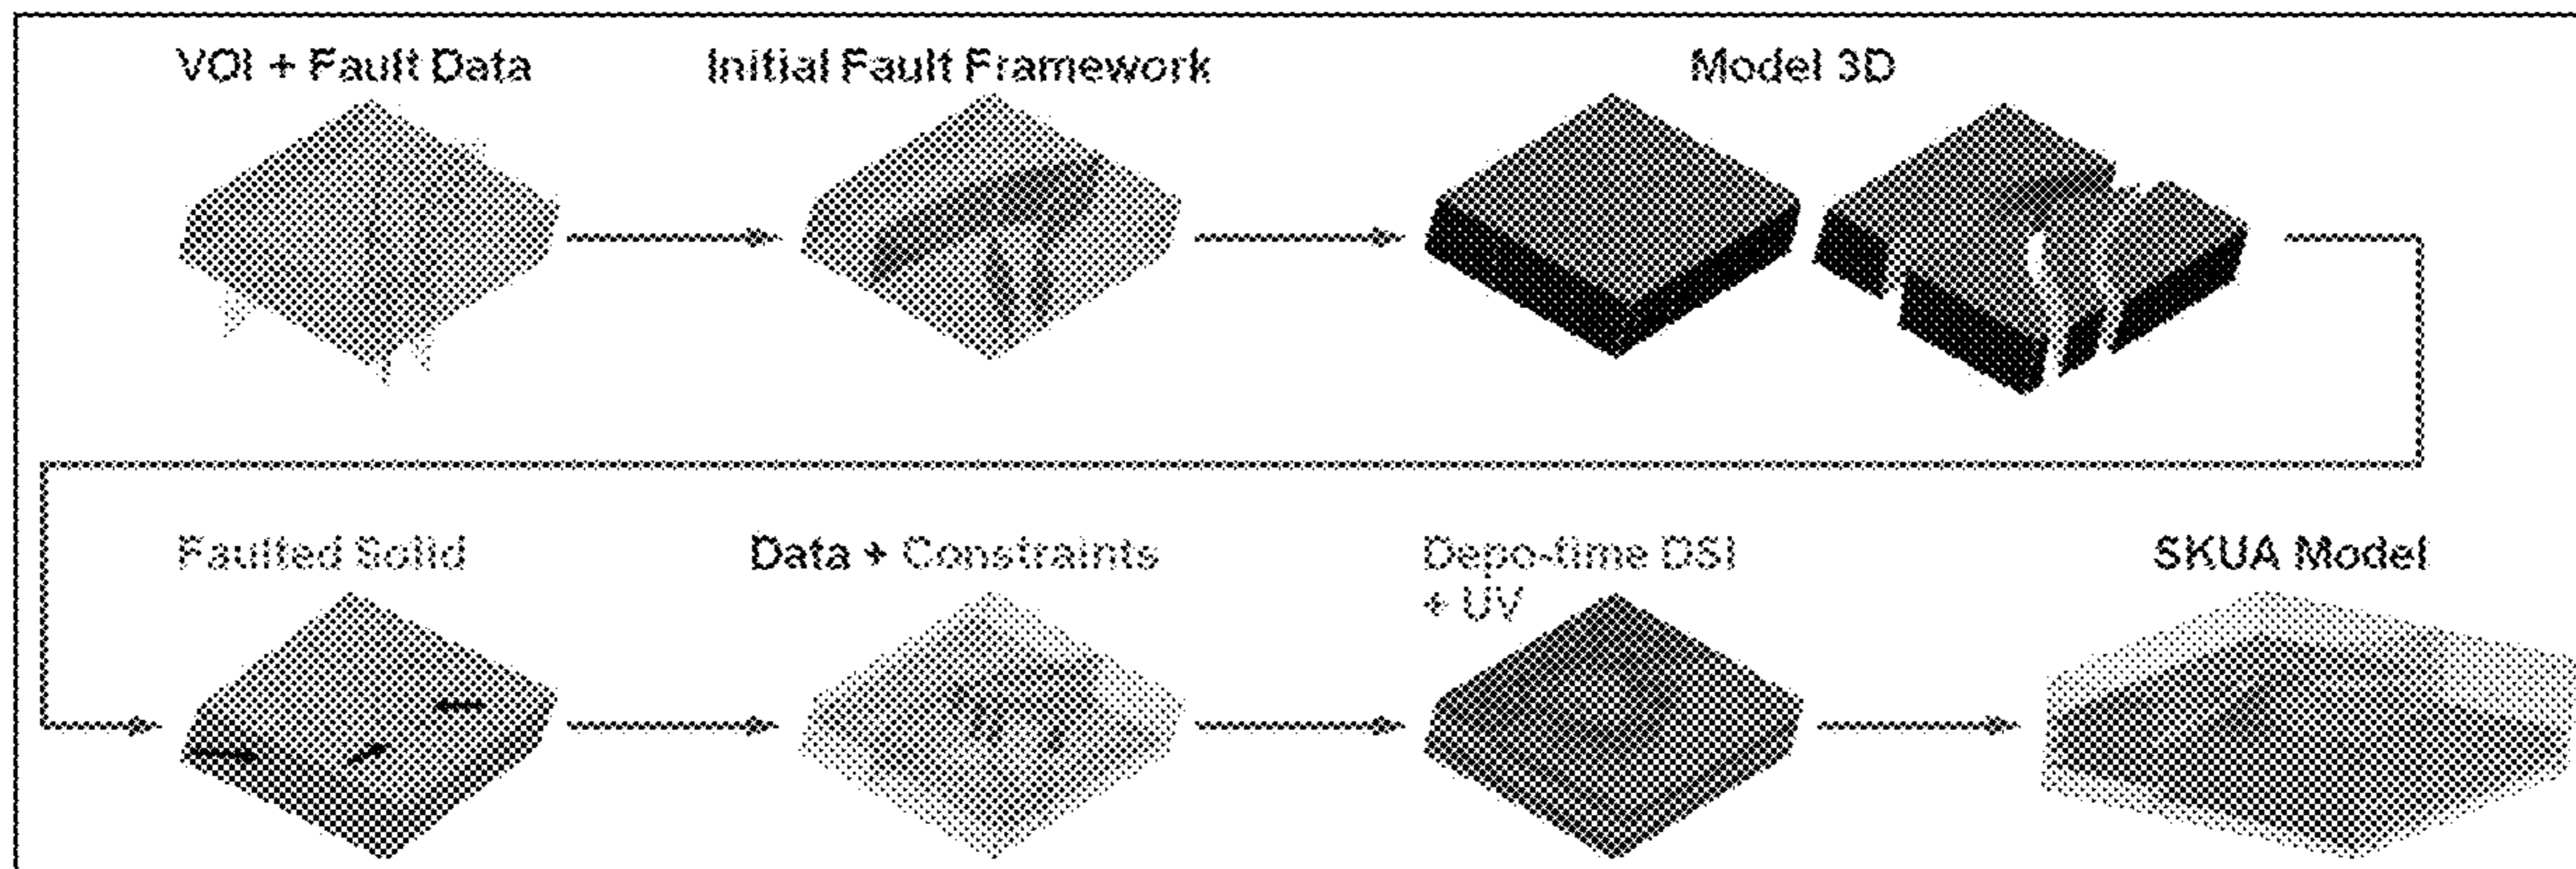 VOI + Fault Data
Initial Fault Framework
Model 3D
Faulted Solid
Data + Constraints
Depo-time DSI
+ UV
SKUA Model